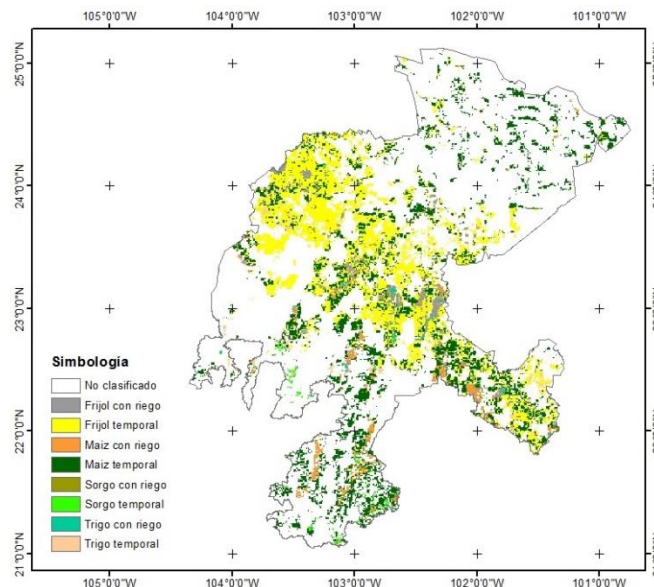 105°0'0"W 104°0'0"W 103°0'0"W 102°0'0"W 101°0'0"W
25°0'0"N
24°0'0"N
23°0'0"N
22°0'0"N
21°0'0"N
Simbología
No clasificado
Frijol con riego
Frijol temporal
Maiz con riego
Maiz temporal
Sorgo con riego
Sorgo temporal
Trigo con riego
Trigo temporal
105°0'0"W 104°0'0"W 103°0'0"W 102°0'0"W 101°0'0"W